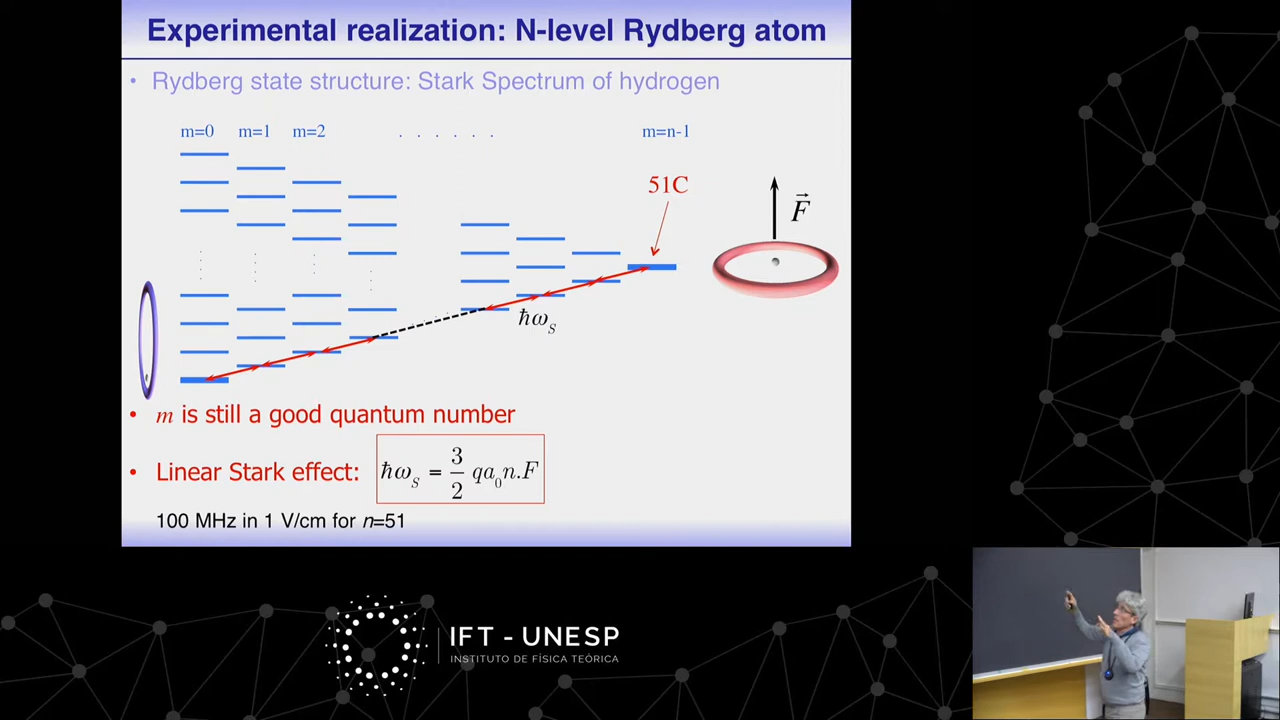 Experimental realization: N-level Rydberg atom
• Rydberg state structure: Stark Spectrum of hydrogen
m=0 m=1 m=2 . . . . . . m=n-1
51C
F⃗
ℏω_S
• m is still a good quantum number
• Linear Stark effect: ℏω_S = 3/2 qa_0n.F
100 MHz in 1 V/cm for n=51
IFT - UNESP
INSTITUTO DE FÍSICA TEÓRICA